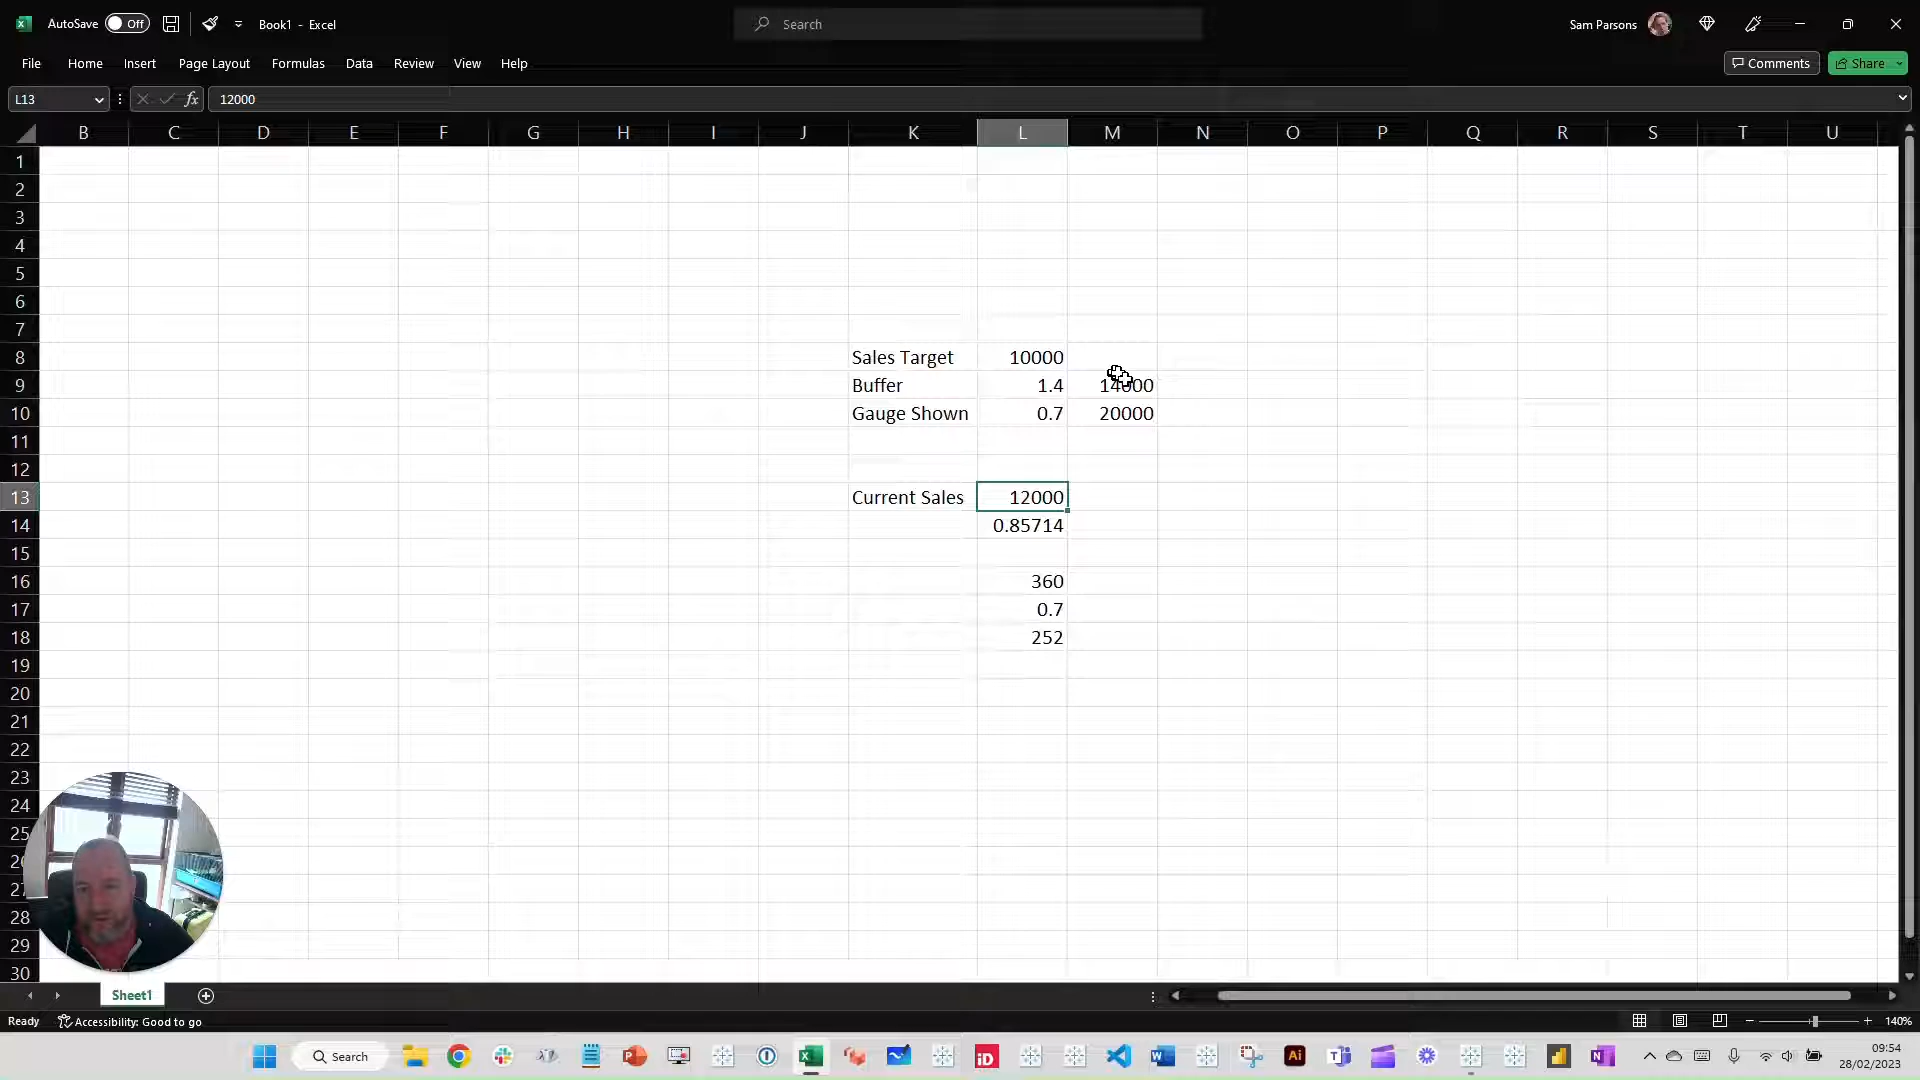 AutoSave Off Book1 - Excel Search Sam Parsons
File Home Insert Page Layout Formulas Data Review View Help Comments Share
L13 fx 12000
B C D E F G H I J K L M N O P Q R S T U
1
2
3
4
5
6
7
8 Sales Target 10000
9 Buffer 1.4 14000
10 Gauge Shown 0.7 20000
11
12
13 Current Sales 12000
14 0.85714
15
16 360
17 0.7
18 252
19
20
21
22
23
24
25
26
27
28
29
30
Sheet1
Ready Accessibility: Good to go 140%
Search 09:54
28/02/2023